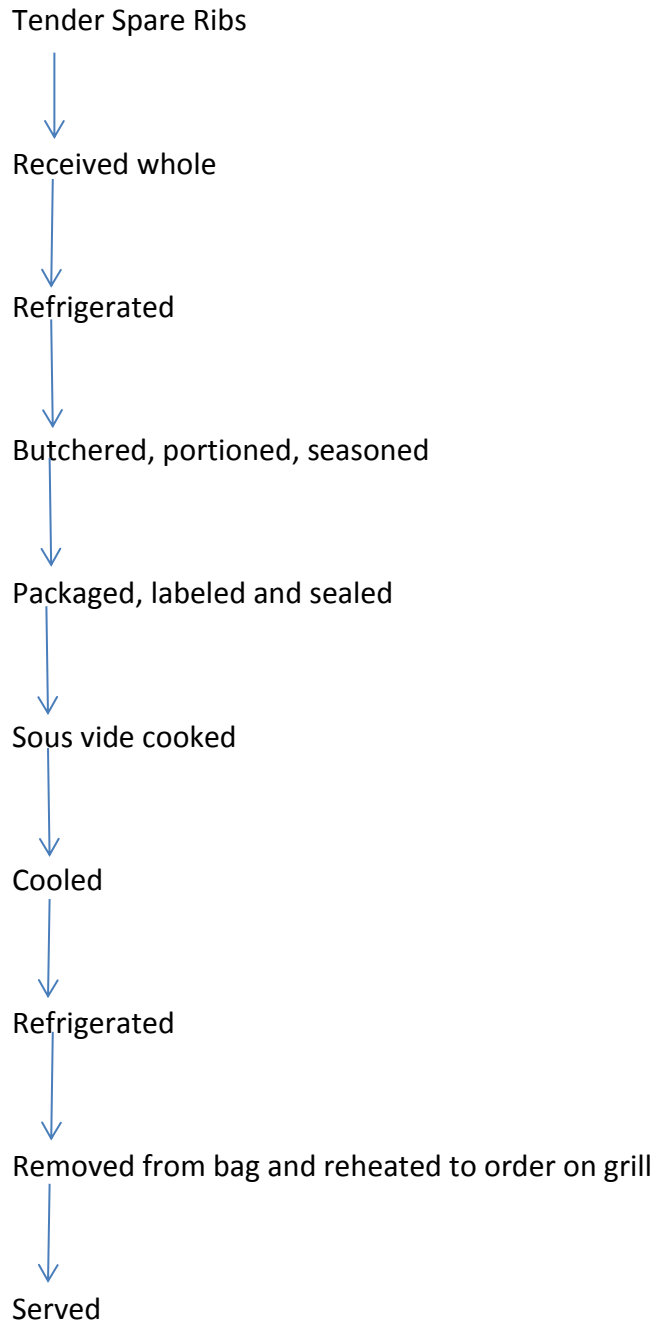 Tender Spare Ribs
Received whole
Refrigerated
Butchered, portioned, seasoned
Packaged, labeled and sealed
Sous vide cooked
Cooled
Refrigerated
Removed from bag and reheated to order on grill
Served